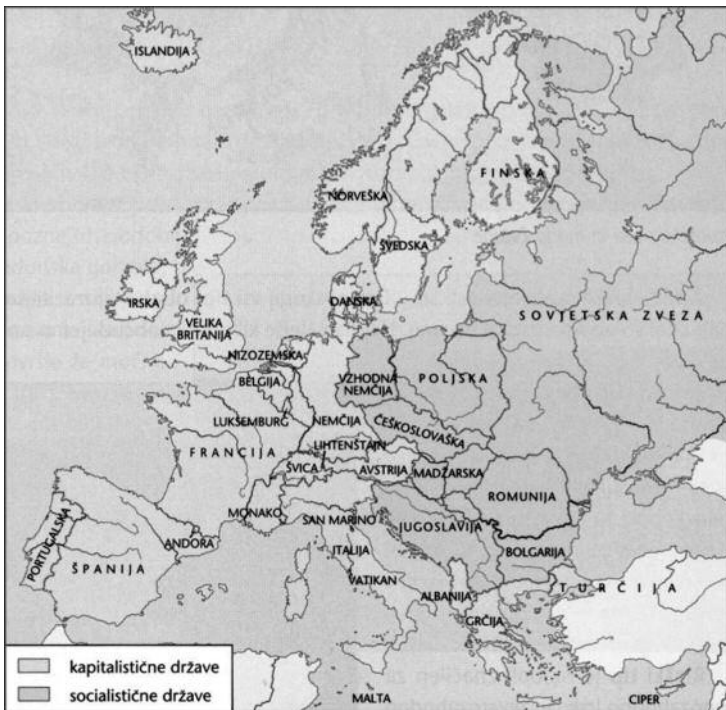 ISLANDIJA
FINSKA
NORVEŠKA
ŠVEDSKA
DANSKA
IRSKA
VELIKA
BRITANIJA
SOVJETSKA ZVEZA
NIZOZEMSKA
BELGIJA
VZHODNA
NEMČIJA
POLJSKA
LUKSEMBURG
NEMČIJA
ČEŠKOSLOVAŠKA
FRANCIJA
LIHTENŠTAJN
ŠVICA
AVSTRIJA
MADŽARSKA
ROMUNIJA
MONAKO
SAN MARINO
JUGOSLAVIJA
ANDORA
PORTUGALSKA
ŠPANIJA
ITALIJA
BOLGARIJA
VATIKAN
ALBANIJA
TURČIJA
GRČIJA
kapitalistične države
socialistične države
MALTA
CIPER